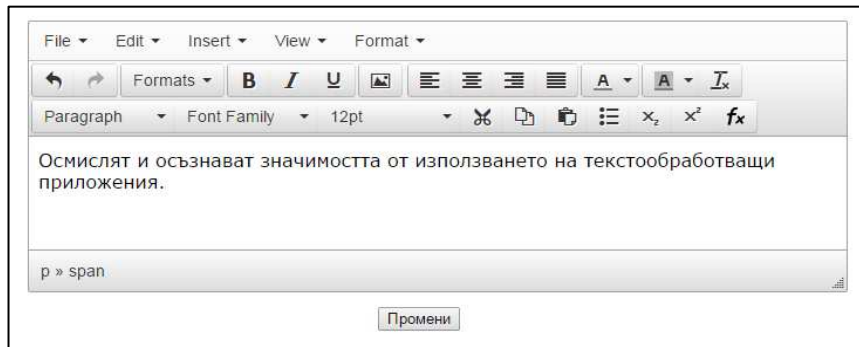 File Edit Insert View Format
Formats B I U A A Tx
Paragraph Font Family 12pt x₂ x² fx
Осмислят и осъзнават значимостта от използването на текстообработващи
приложения.
p » span
Промени